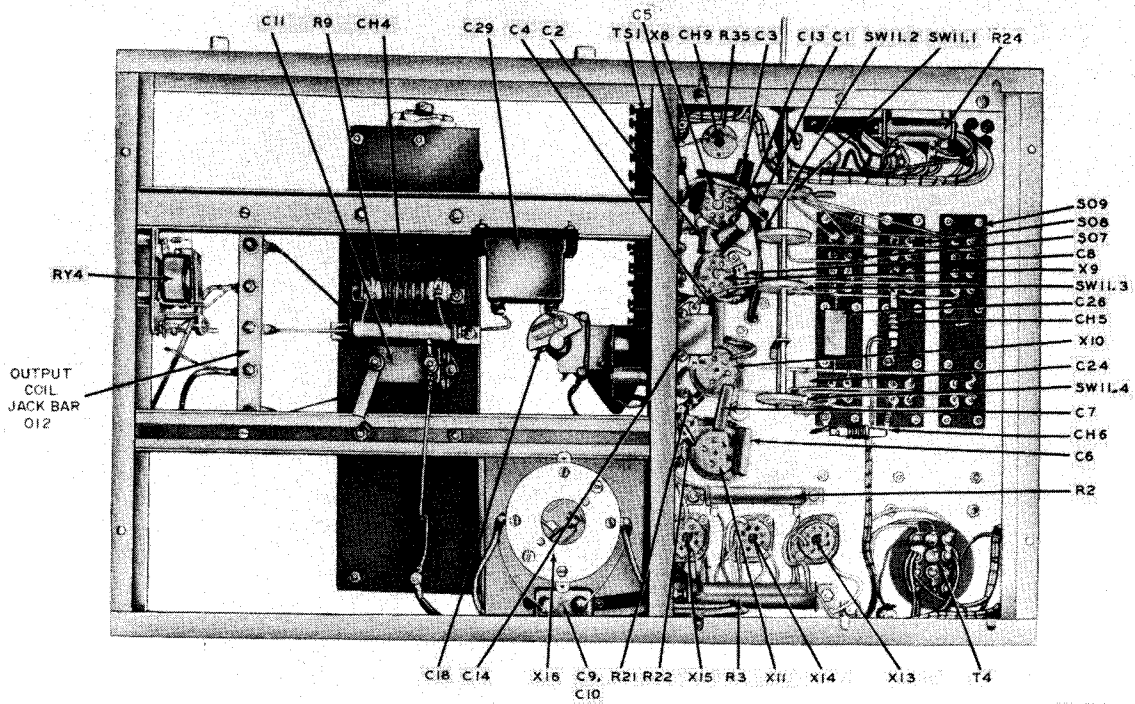 C11 R9 CH4 C29 C4 C2 C5 TS1 X8 CH9 R35 C3 C13 C1 SW11.2 SW11.1 R24
SO9
SO8
SO7
C8
X9
SW11.3
C26
CH5
X10
C24
SW11.4
C7
CH6
C6
R2
RY4
OUTPUT
COIL
JACK BAR
O12
C18 C14 X16 C9, R21 R22 X15 R3 X11 X14 X13 T4
C10